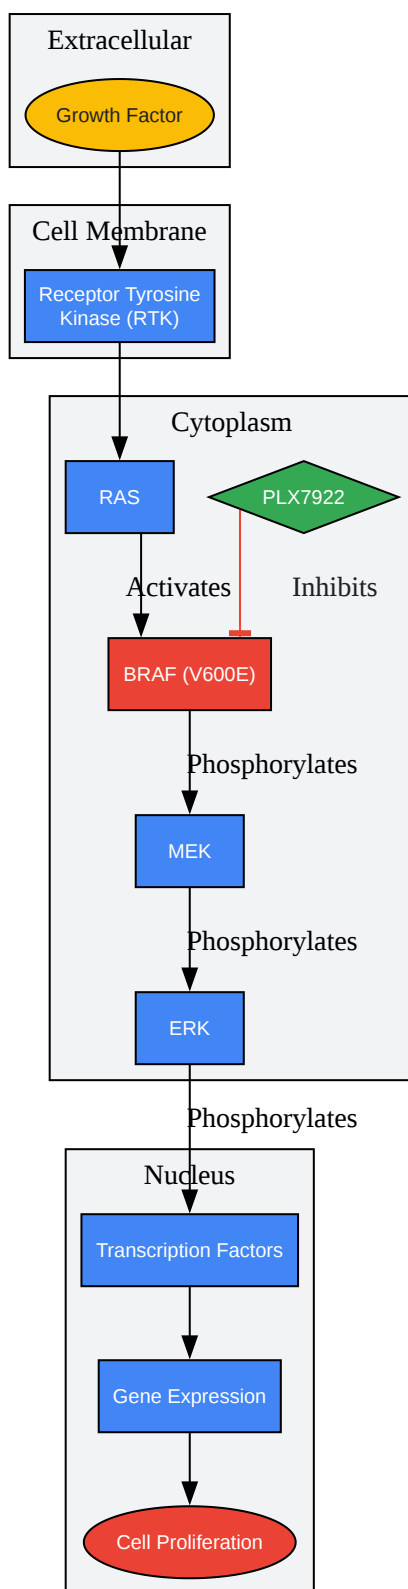 Extracellular
Growth Factor
Cell Membrane
Receptor Tyrosine
Kinase (RTK)
Cytoplasm
RAS
PLX7922
Activates
Inhibits
BRAF (V600E)
Phosphorylates
MEK
Phosphorylates
ERK
Phosphorylates
Nucleus
Transcription Factors
Gene Expression
Cell Proliferation